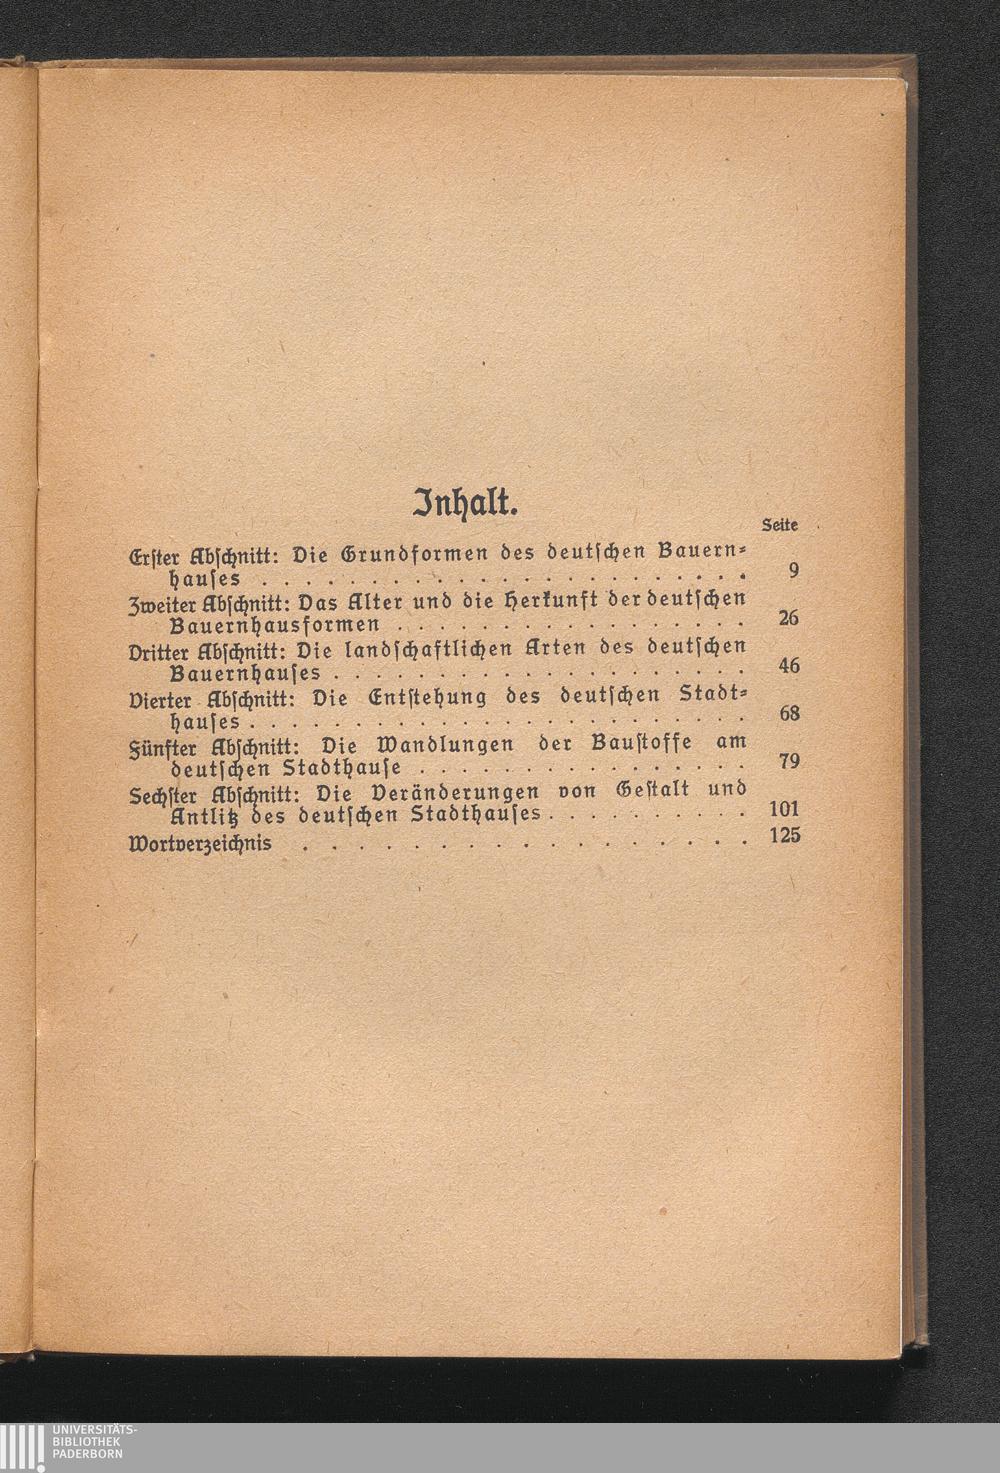 Inhalt.
Seite
Erster Abschnitt: Die Grundformen des deutschen Bauern-
hauses . . . . . . . . . . . . . . . . . . . . . . . 9
Zweiter Abschnitt: Das Alter und die Herkunft der deutschen
Bauernhausformen . . . . . . . . . . . . . . . . . 26
Dritter Abschnitt: Die landschaftlichen Arten des deutschen
Bauernhauses . . . . . . . . . . . . . . . . . . . 46
Vierter Abschnitt: Die Entstehung des deutschen Stadt-
hauses . . . . . . . . . . . . . . . . . . . . . . . 68
Fünfter Abschnitt: Die Wandlungen der Baustoffe am
deutschen Stadthause . . . . . . . . . . . . . . . 79
Sechster Abschnitt: Die Veränderungen von Gestalt und
Antlitz des deutschen Stadthauses . . . . . . . . . 101
Wortverzeichnis . . . . . . . . . . . . . . . . . 125
UNIVERSITÄTS-
BIBLIOTHEK
PADERBORN